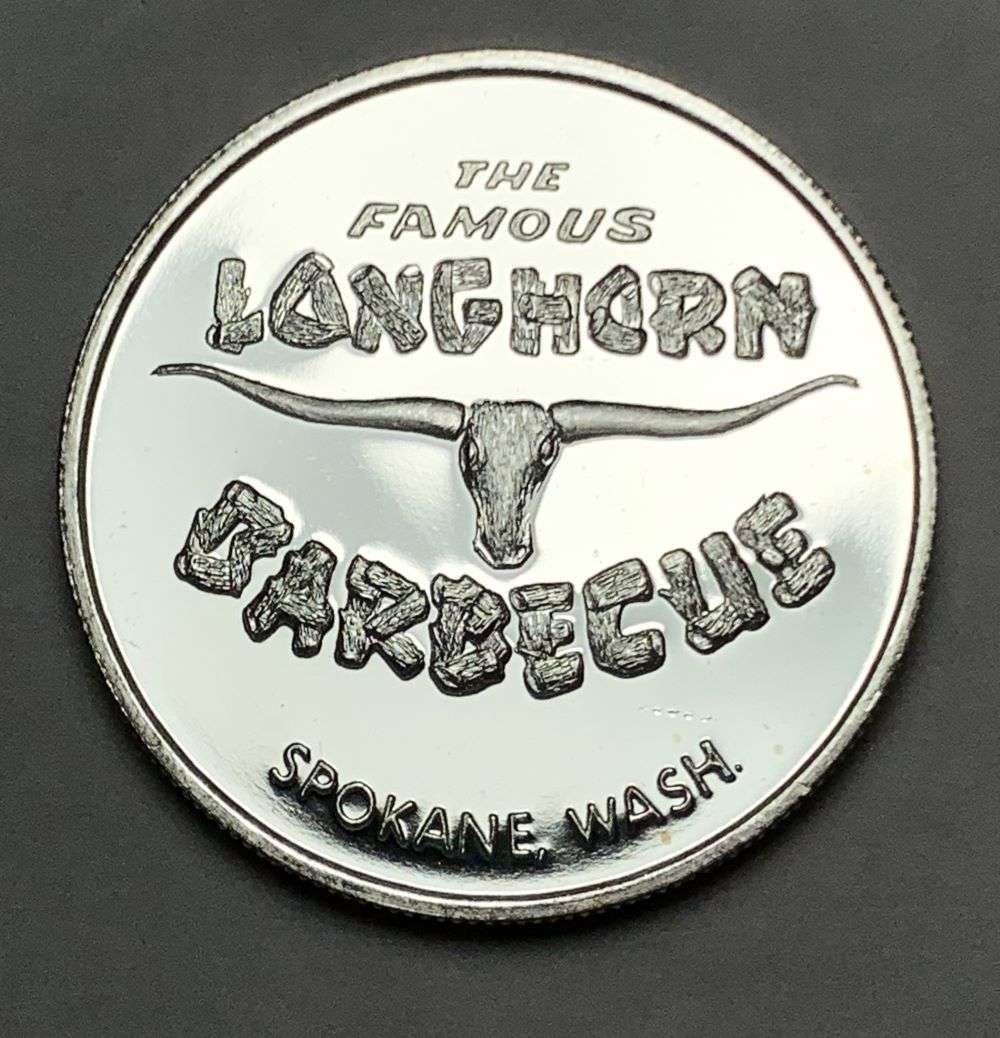 THE
FAMOUS
LONGHORN
BARBECUE
SPOKANE, WASH.